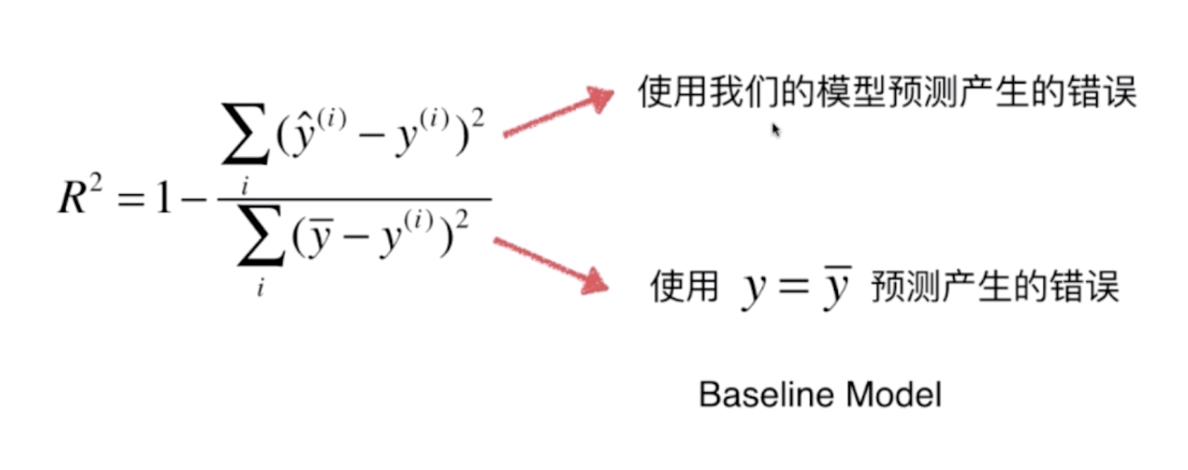 使用我们的模型预测产生的错误
R² = 1 - \frac{\sum_i (\hat{y}^{(i)} - y^{(i)})^2}{\sum_i (\overline{y} - y^{(i)})^2}
使用 y = \overline{y} 预测产生的错误
Baseline Model